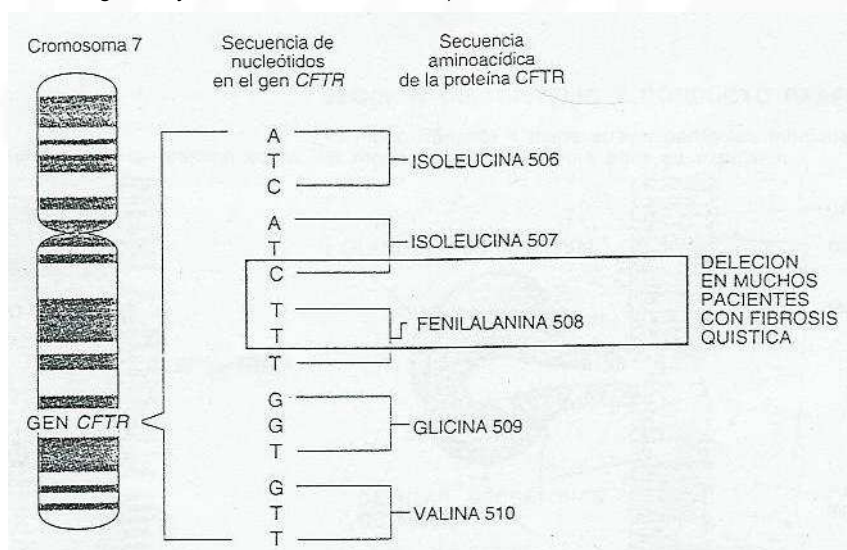 Cromosoma 7
Secuencia de
nucleótidos
en el gen CFTR
Secuencia
aminoacídica
de la proteína CFTR
A
T
C
ISOLEUCINA 506
A
T
C
ISOLEUCINA 507
T
T
T
FENILALANINA 508
DELECION
EN MUCHOS
PACIENTES
CON FIBROSIS
QUISTICA
G
G
T
GLICINA 509
GEN CFTR
G
T
T
VALINA 510